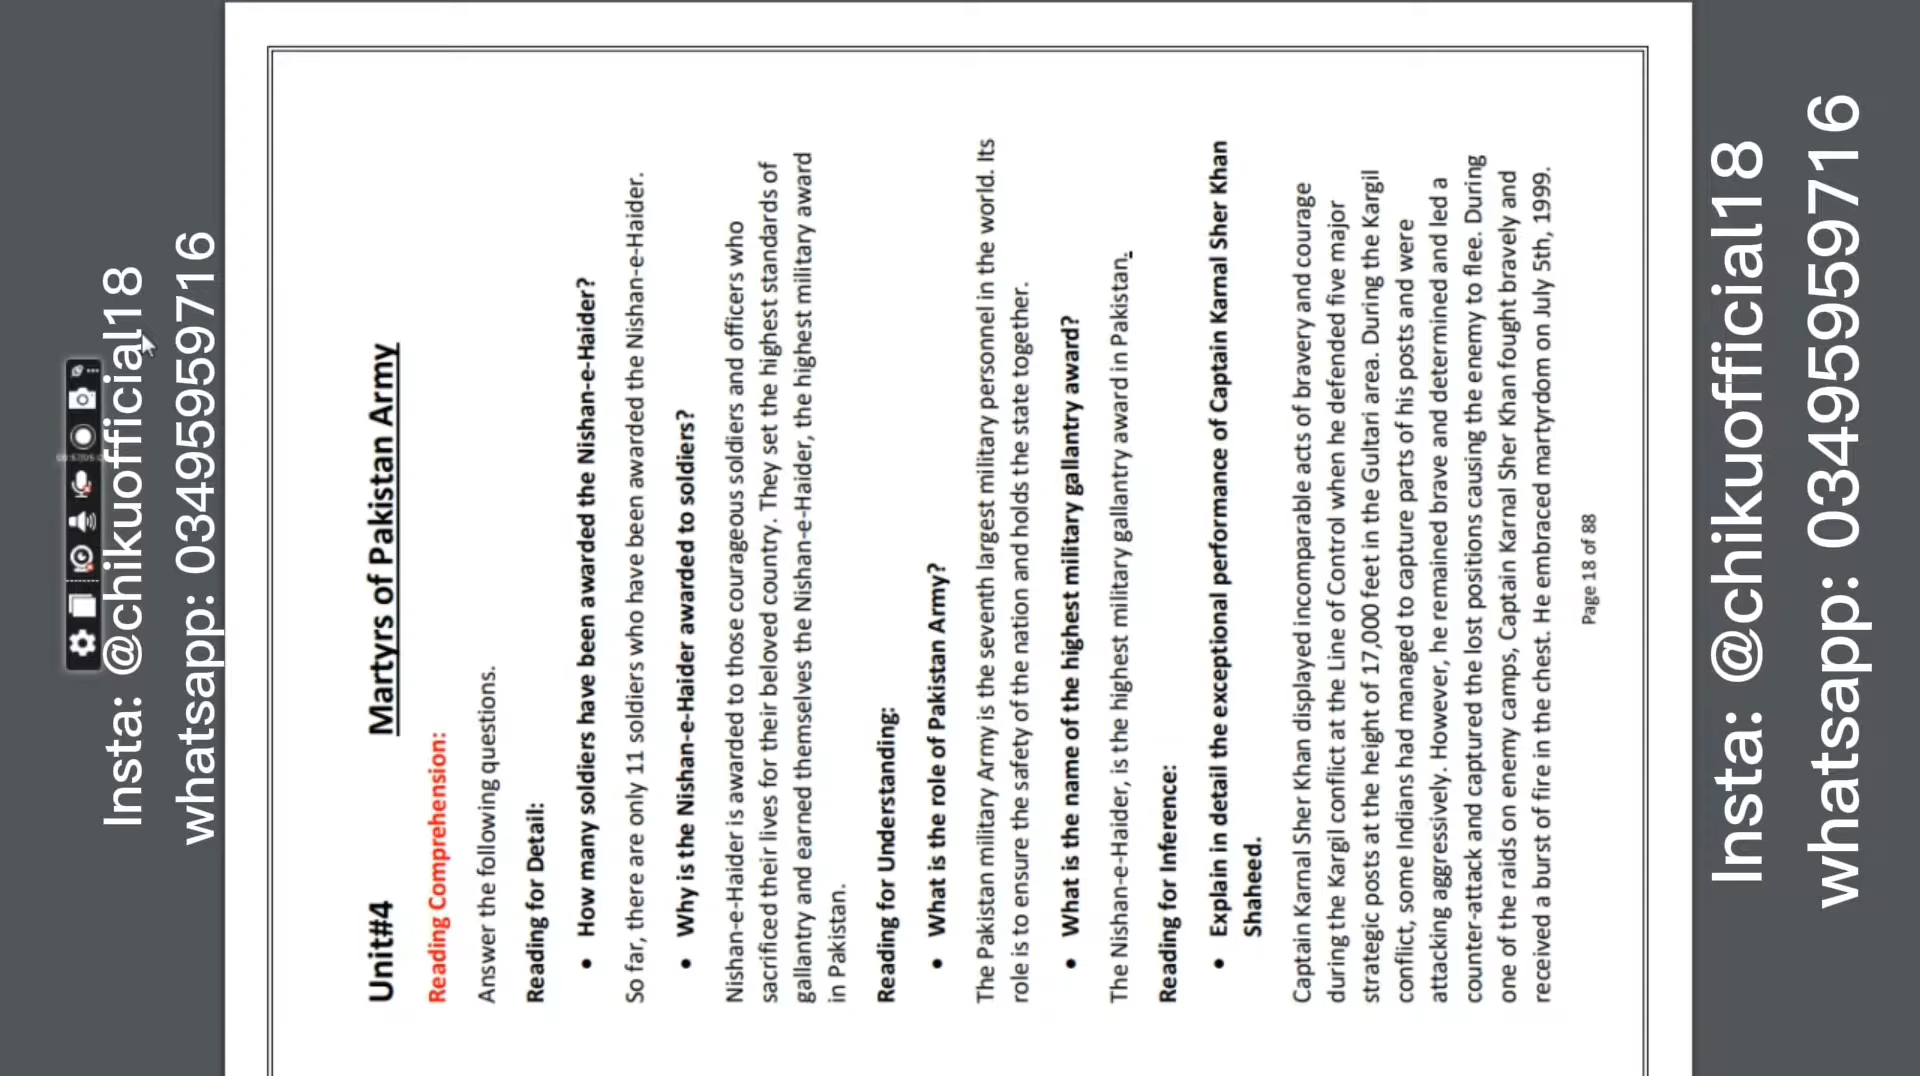 Insta: @chikuofficial18
whatsapp: 03495959716
Unit#4 Martyrs of Pakistan Army
Reading Comprehension:
Answer the following questions.
Reading for Detail:
• How many soldiers have been awarded the Nishan-e-Haider?
So far, there are only 11 soldiers who have been awarded the Nishan-e-Haider.
• Why is the Nishan-e-Haider awarded to soldiers?
Nishan-e-Haider is awarded to those courageous soldiers and officers who
sacrificed their lives for their beloved country. They set the highest standards of
gallantry and earned themselves the Nishan-e-Haider, the highest military award
in Pakistan.
Reading for Understanding:
• What is the role of Pakistan Army?
The Pakistan military Army is the seventh largest military personnel in the world. Its
role is to ensure the safety of the nation and holds the state together.
• What is the name of the highest military gallantry award?
The Nishan-e-Haider, is the highest military gallantry award in Pakistan.
Reading for Inference:
• Explain in detail the exceptional performance of Captain Karnal Sher Khan
Shaheed.
Captain Karnal Sher Khan displayed incomparable acts of bravery and courage
during the Kargil conflict at the Line of Control when he defended five major
strategic posts at the height of 17,000 feet in the Gultari area. During the Kargil
conflict, some Indians had managed to capture parts of his posts and were
attacking aggressively. However, he remained brave and determined and led a
counter-attack and captured the lost positions causing the enemy to flee. During
one of the raids on enemy camps, Captain Karnal Sher Khan fought bravely and
received a burst of fire in the chest. He embraced martyrdom on July 5th, 1999.
Page 18 of 88
Insta: @chikuofficial18
whatsapp: 03495959716